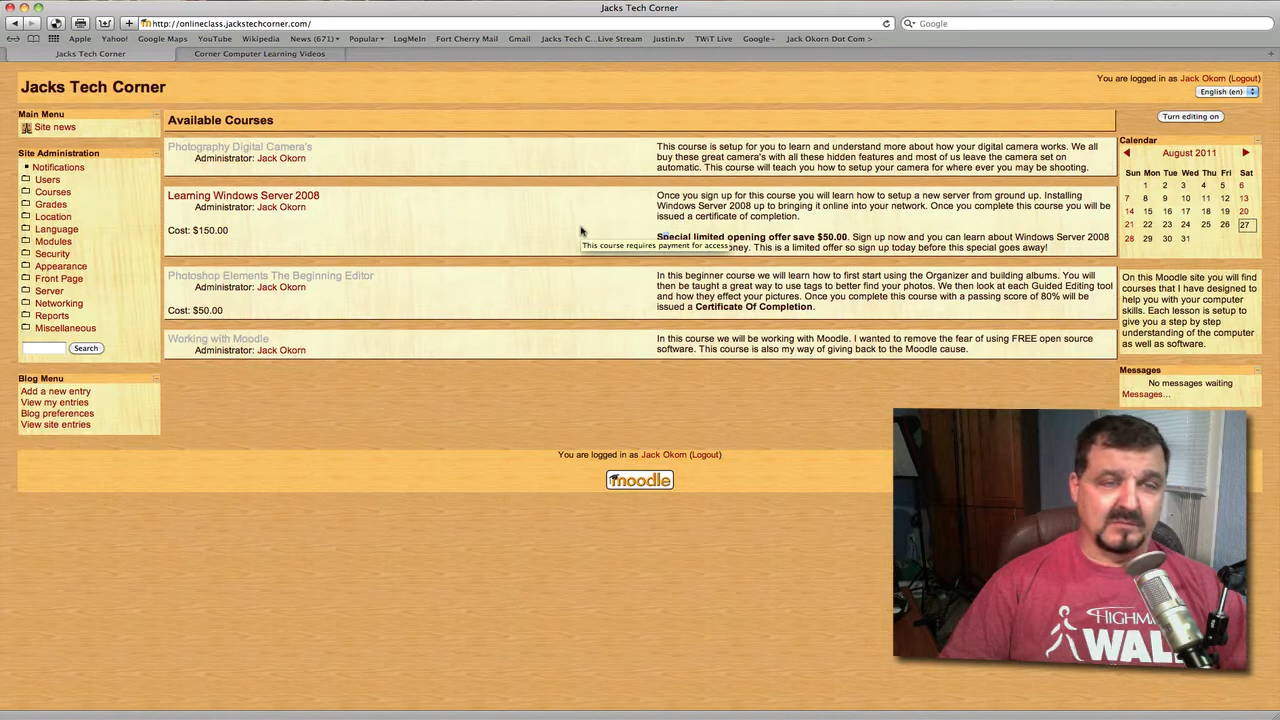 Jacks Tech Corner
http://onlineclass.jackstechcorner.com/
Google
Apple Yahoo! Google Maps YouTube Wikipedia News (671) Popular LogMeIn Fort Cherry Mail Gmail Jacks Tech C...Live Stream Justin.tv TWiT Live Google+ Jack Okorn Dot Com >
Jacks Tech Corner
Corner Computer Learning Videos
Jacks Tech Corner
You are logged in as Jack Okorn (Logout)
English (en)
Main Menu
Site news
Site Administration
Notifications
Users
Courses
Grades
Location
Language
Modules
Security
Appearance
Front Page
Server
Networking
Reports
Miscellaneous
Search
Blog Menu
Add a new entry
View my entries
Blog preferences
View site entries
Available Courses
Photography Digital Camera's
Administrator: Jack Okorn
This course is setup for you to learn and understand more about how your digital camera works. We all
buy these great camera's with all these hidden features and most of us leave the camera set on
automatic. This course will teach you how to setup your camera for where ever you may be shooting.
Learning Windows Server 2008
Administrator: Jack Okorn
Cost: $150.00
Once you sign up for this course you will learn how to setup a new server from ground up. Installing
Windows Server 2008 up to bringing it online into your network. Once you complete this course you will be
issued a certificate of completion.
Special limited opening offer save $50.00. Sign up now and you can learn about Windows Server 2008
This course requires payment for access
ney. This is a limited offer so sign up today before this special goes away!
Photoshop Elements The Beginning Editor
Administrator: Jack Okorn
Cost: $50.00
In this beginner course we will learn how to first start using the Organizer and building albums. You will
then be taught a great way to use tags to better find your photos. We then look at each Guided Editing tool
and how they effect your pictures. Once you complete this course with a passing score of 80% will be
issued a Certificate Of Completion.
Working with Moodle
Administrator: Jack Okorn
In this course we will be working with Moodle. I wanted to remove the fear of using FREE open source
software. This course is also my way of giving back to the Moodle cause.
Turn editing on
Calendar
August 2011
Sun Mon Tue Wed Thu Fri Sat
1 2 3 4 5 6
7 8 9 10 11 12 13
14 15 16 17 18 19 20
21 22 23 24 25 26 27
28 29 30 31
On this Moodle site you will find
courses that I have designed to
help you with your computer
skills. Each lesson is setup to
give you a step by step
understanding of the computer
as well as software.
Messages
No messages waiting
Messages...
You are logged in as Jack Okorn (Logout)
moodle
WAL